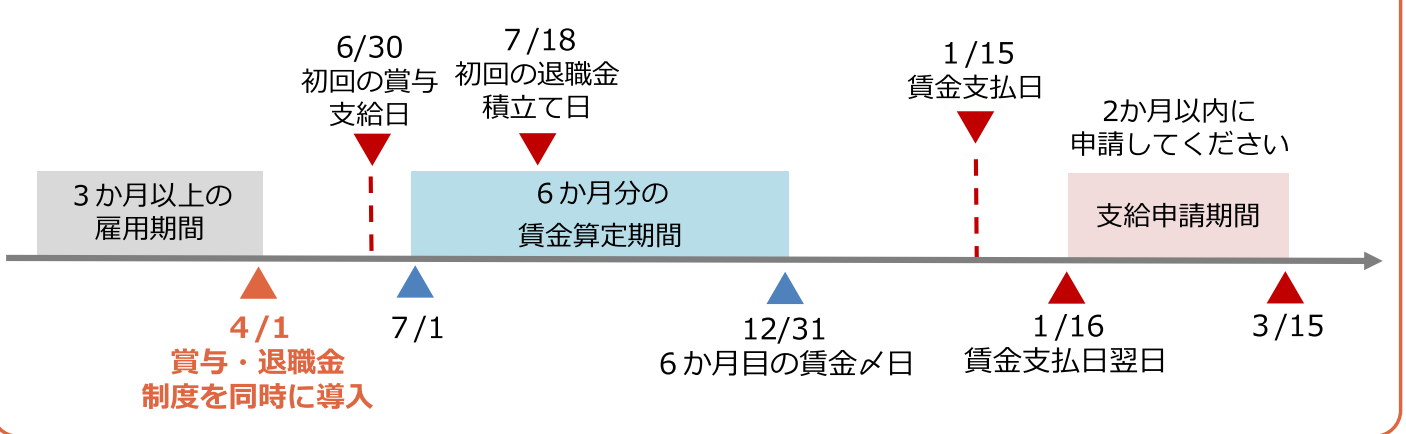 6/30
初回の賞与
支給日
7/18
初回の退職金
積立て日
1/15
賃金支払日
2か月以内に
申請してください
３か月以上の
雇用期間
６か月分の
賃金算定期間
支給申請期間
4/1
賞与・退職金
制度を同時に導入
7/1
12/31
６か月目の賃金〆日
1/16
賃金支払日翌日
3/15